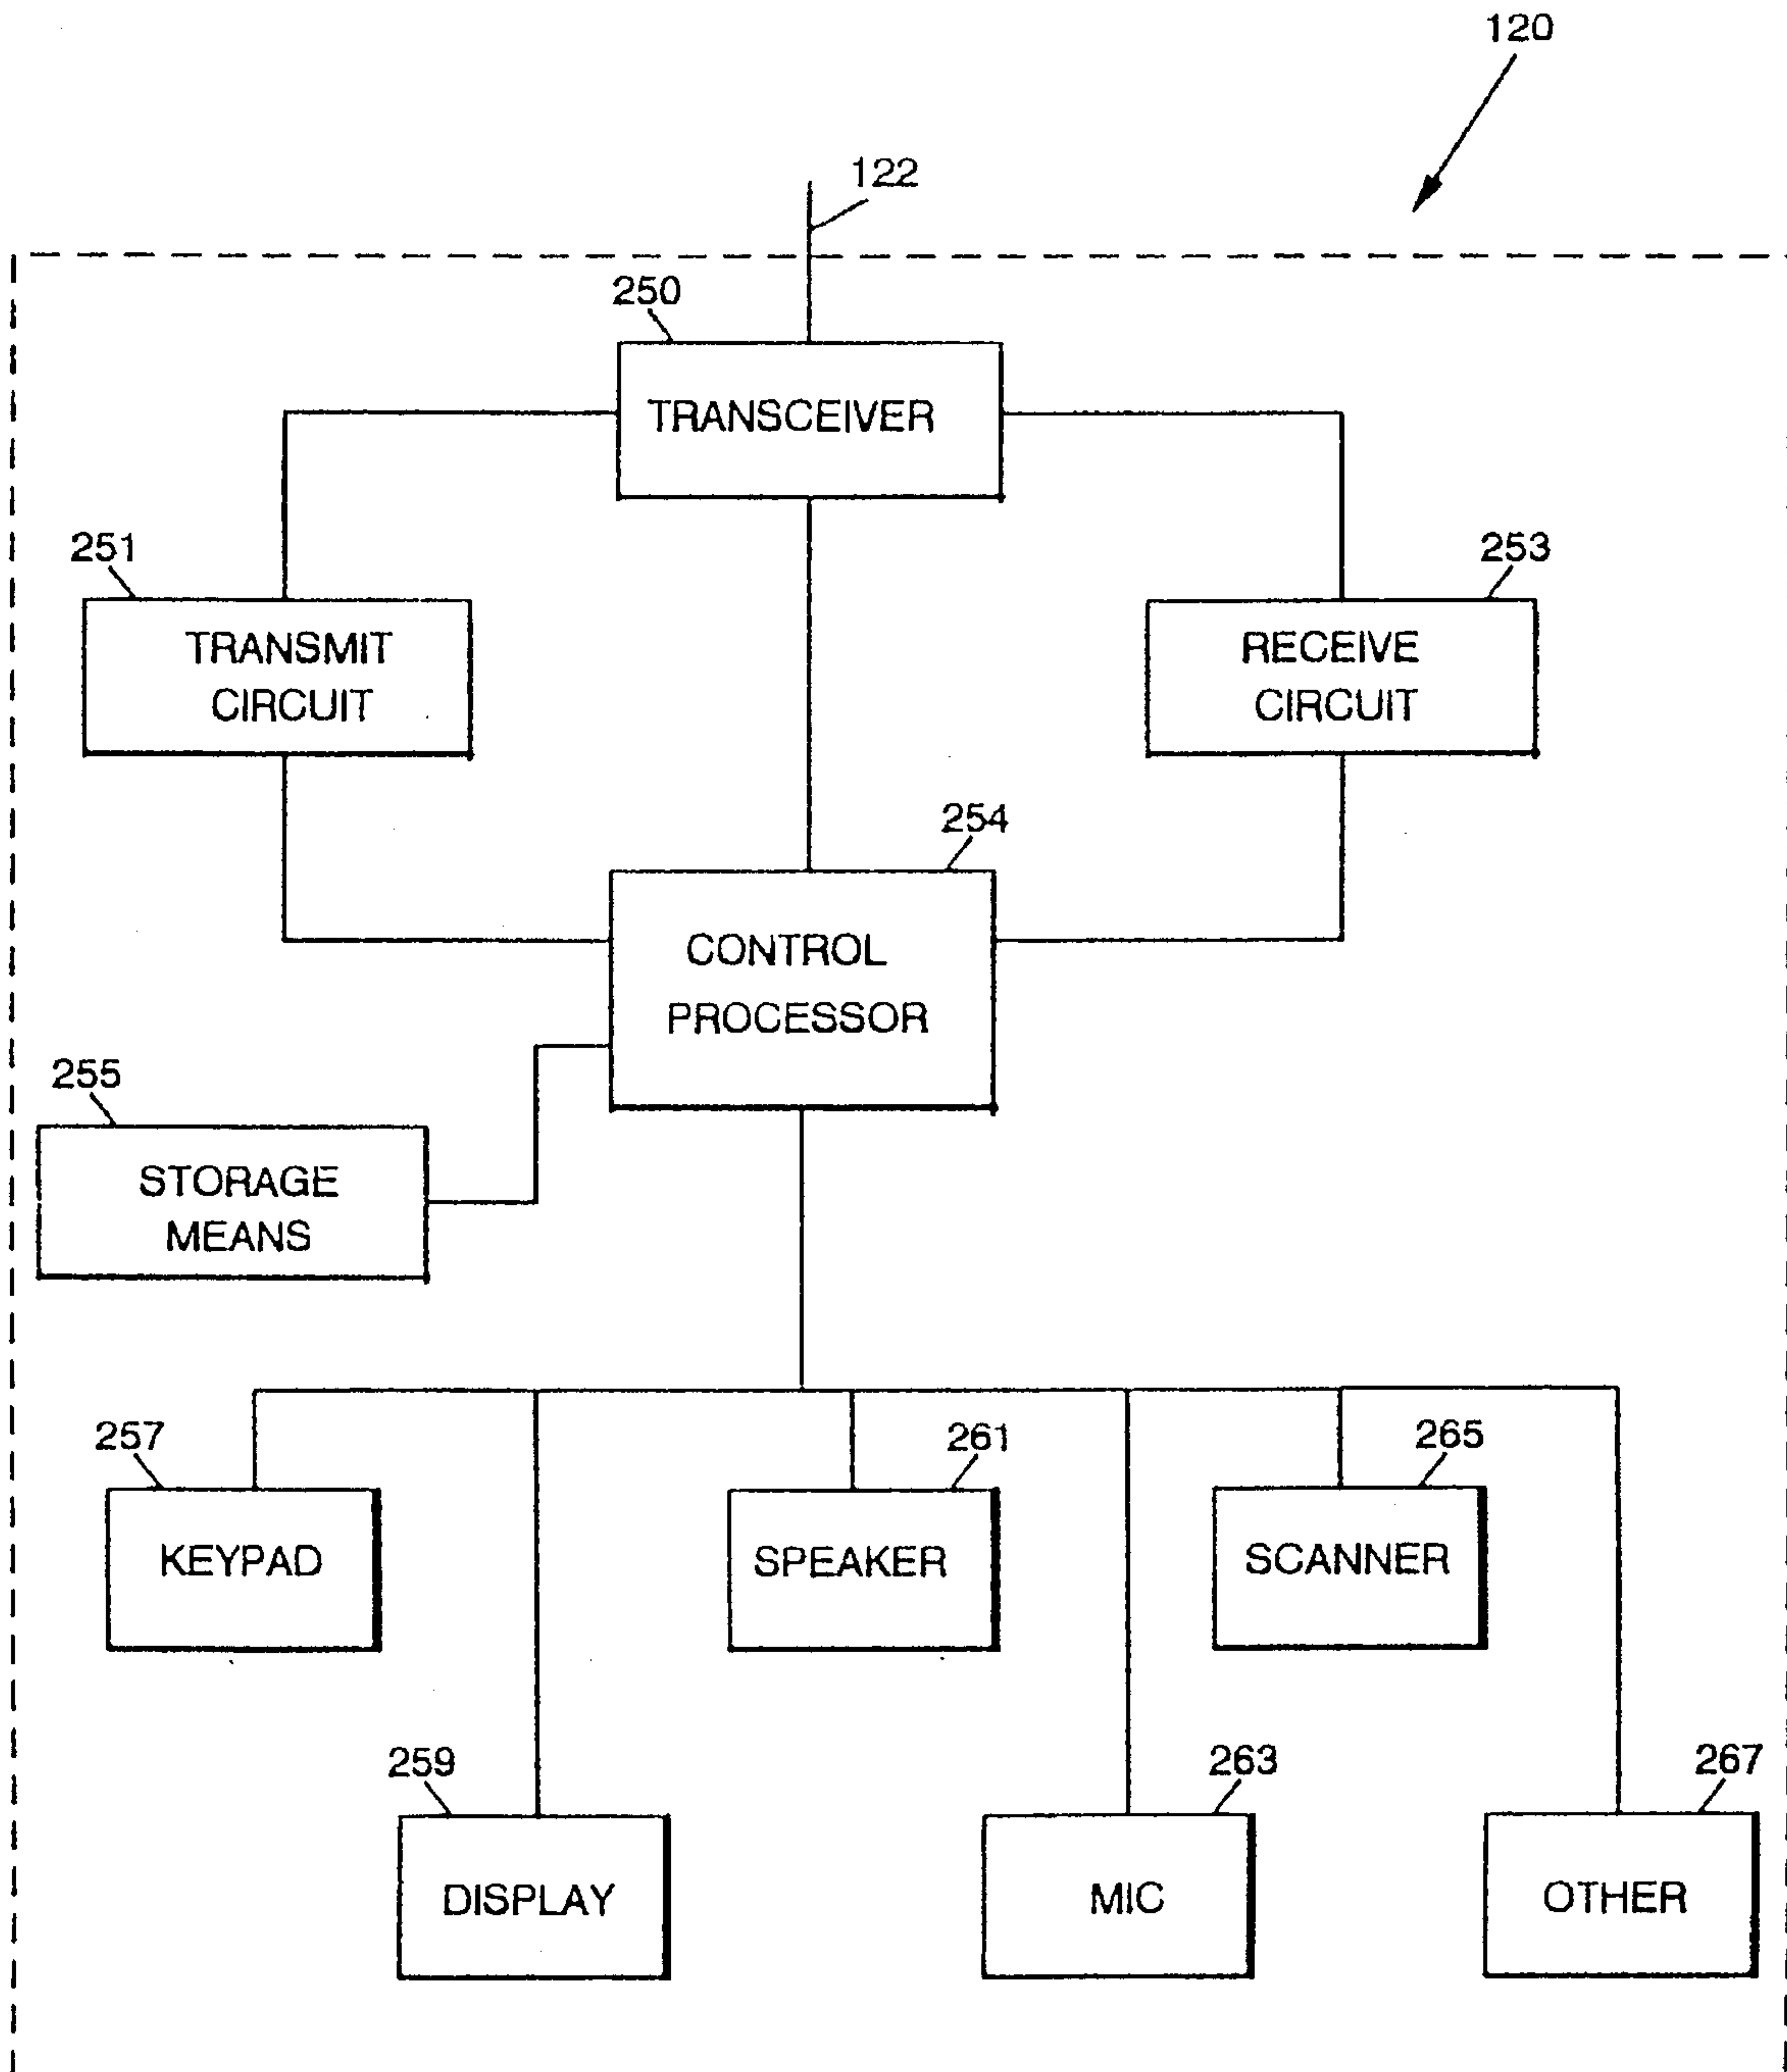 120
122
250
TRANSCEIVER
251
253
TRANSMIT
CIRCUIT
RECEIVE
CIRCUIT
254
CONTROL
PROCESSOR
255
STORAGE
MEANS
257
261
265
KEYPAD
SPEAKER
SCANNER
259
263
267
DISPLAY
MIC
OTHER